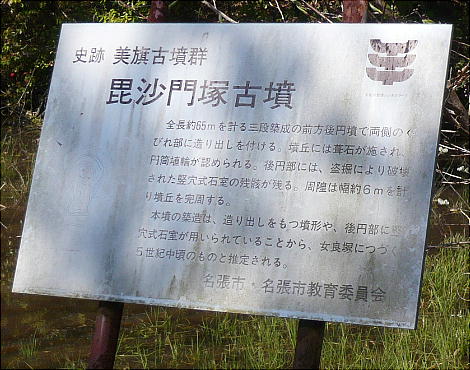 史跡 美旗古墳群
毘沙門塚古墳
全長約65mを計る三段築成の前方後円墳で両側のく
びれ部に造り出しを付ける。墳丘には葺石が施され、
円筒埴輪が認められる。後円部には、盗掘により破壊
された竪穴式石室の残骸が残る。周隍は幅約6mを計
り墳丘を完周する。
本墳の築造は、造り出しをもつ墳形や、後円部に竪
穴式石室が用いられていることから、女良塚につづく
5世紀中頃のものと推定される。
名張市・名張市教育委員会